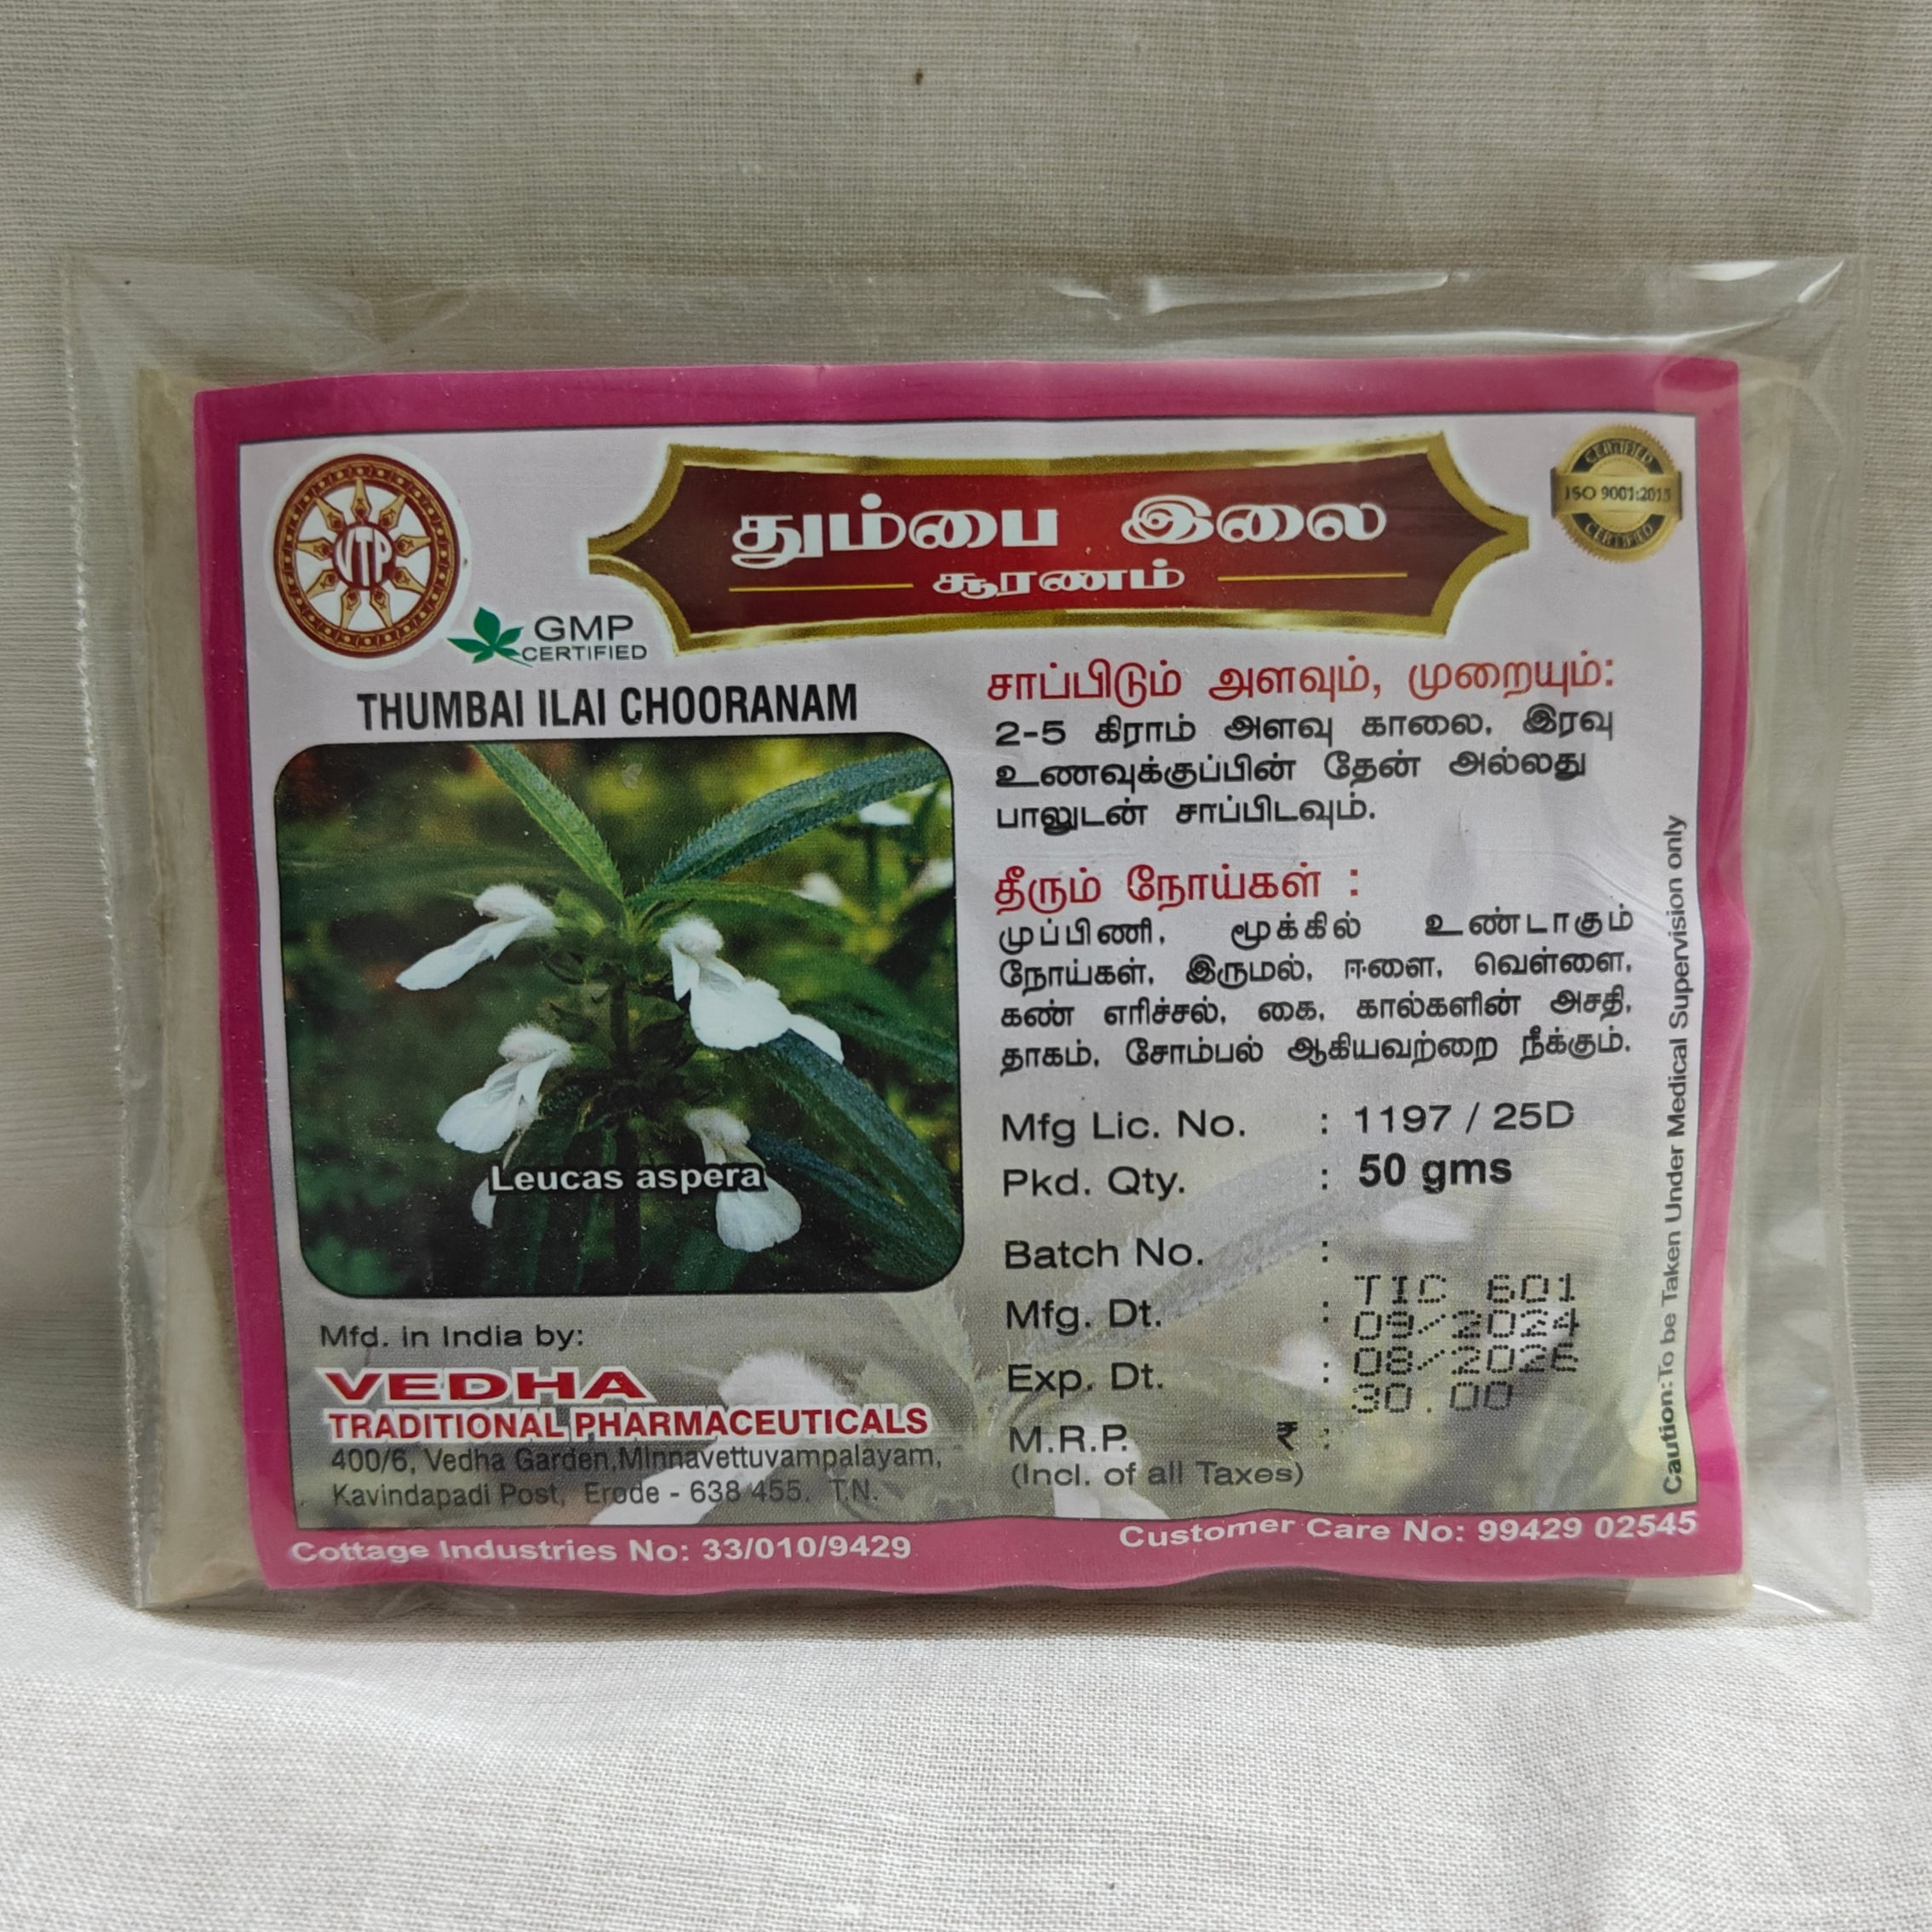 VTP
GMP
CERTIFIED
தும்பை இலை
சூரணம்
CERTIFIED
ISO 9001:2015
CERTIFIED
THUMBAI ILAI CHOORANAM
Leucas aspera
Mfd. in India by:
VEDHA
TRADITIONAL PHARMACEUTICALS
400/6, Vedha Garden,Minnavettuvampalayam,
Kavindapadi Post, Erode - 638 455. T.N.
சாப்பிடும் அளவும், முறையும்:
2-5 கிராம் அளவு காலை, இரவு
உணவுக்குப்பின் தேன் அல்லது
பாலுடன் சாப்பிடவும்.
தீரும் நோய்கள் :
முப்பிணி, மூக்கில் உண்டாகும்
நோய்கள், இருமல், ஈளை, வெள்ளை,
கண் எரிச்சல், கை, கால்களின் அசதி,
தாகம், சோம்பல் ஆகியவற்றை நீக்கும்.
Mfg Lic. No. : 1197 / 25D
Pkd. Qty. : 50 gms
Batch No. : TIC 601
Mfg. Dt. : 09/2024
Exp. Dt. : 08/2026
M.R.P. ₹ : 30.00
(Incl. of all Taxes)
Caution:To be Taken Under Medical Supervision only
Cottage Industries No: 33/010/9429
Customer Care No: 99429 02545